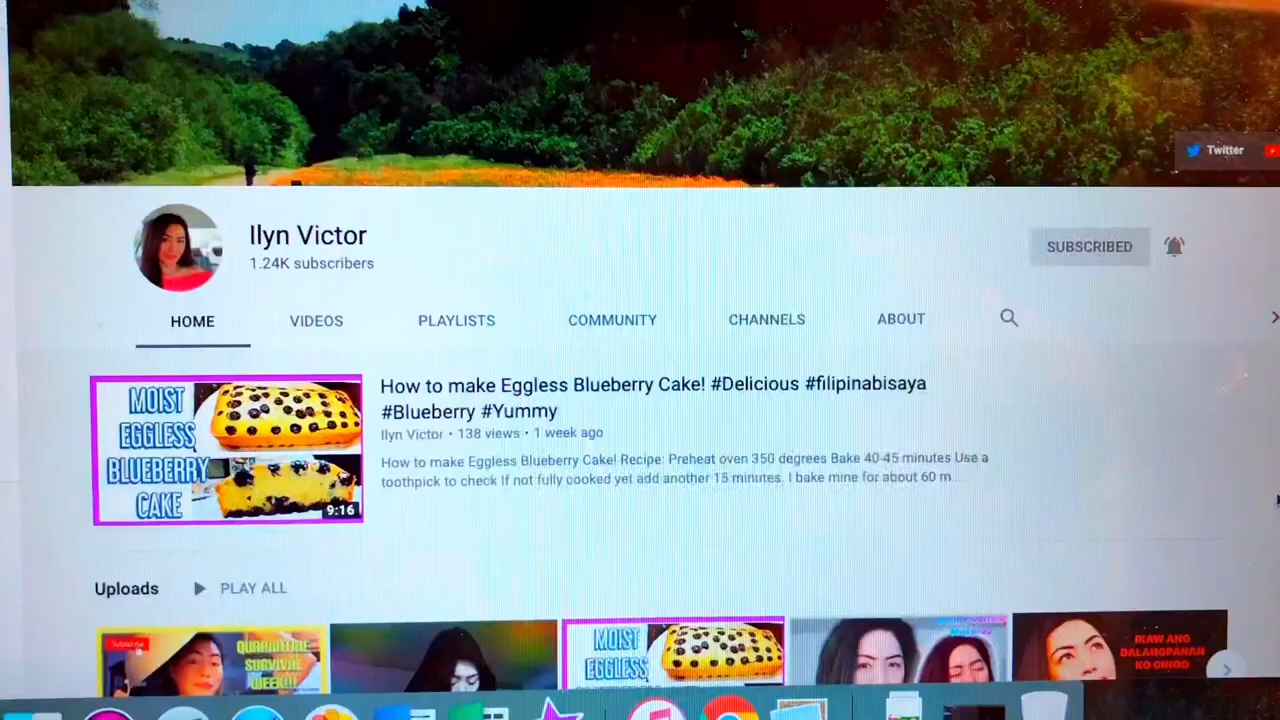 Twitter
Ilyn Victor
1.24K subscribers
SUBSCRIBED
HOME
VIDEOS
PLAYLISTS
COMMUNITY
CHANNELS
ABOUT
MOIST
EGGLESS
BLUEBERRY
CAKE
9:16
How to make Eggless Blueberry Cake! #Delicious #filipinabisaya
#Blueberry #Yummy
Ilyn Victor • 138 views • 1 week ago
How to make Eggless Blueberry Cake! Recipe: Preheat oven 350 degrees Bake 40-45 minutes Use a
toothpick to check If not fully cooked yet add another 15 minutes. I bake mine for about 60 m...
Uploads
PLAY ALL
Subscribe
QUARANTINE
SURVIVAL
WEEK!!!
MOIST
EGGLESS
IKAW ANG
DALANGPANAN
KO GINOO